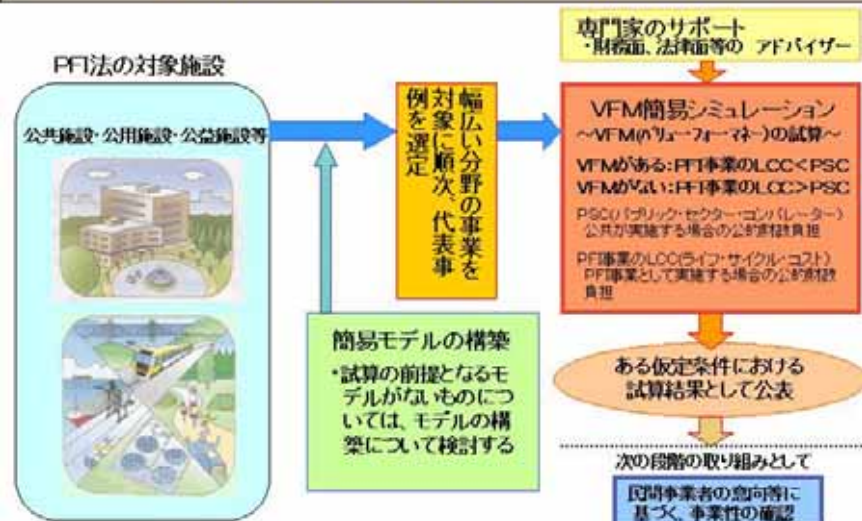 PFI法の対象施設
公共施設・公用施設・公益施設等
幅広い分野の事業を
対象に順次、代表事
例を選定
簡易モデルの構築
・試算の前提となるモ
デルがないものにつ
いては、モデルの構
築について検討する
専門家のサポート
・財務面、法律面等の アドバイザー
VFM簡易シミュレーション
～VFM(バリュー・フォー・マネー)の試算～
VFMがある:PFI事業のLCC<PSC
VFMがない:PFI事業のLCC>PSC
PSC(パブリック・セクター・コンパレーター)
公共が実施する場合の公的財政負担
PFI事業のLCC(ライフ・サイクル・コスト)
PFI事業として実施する場合の公的財政
負担
ある仮定条件における
試算結果として公表
次の段階の取り組みとして
民間事業者の意向等に
基づく、事業性の確認